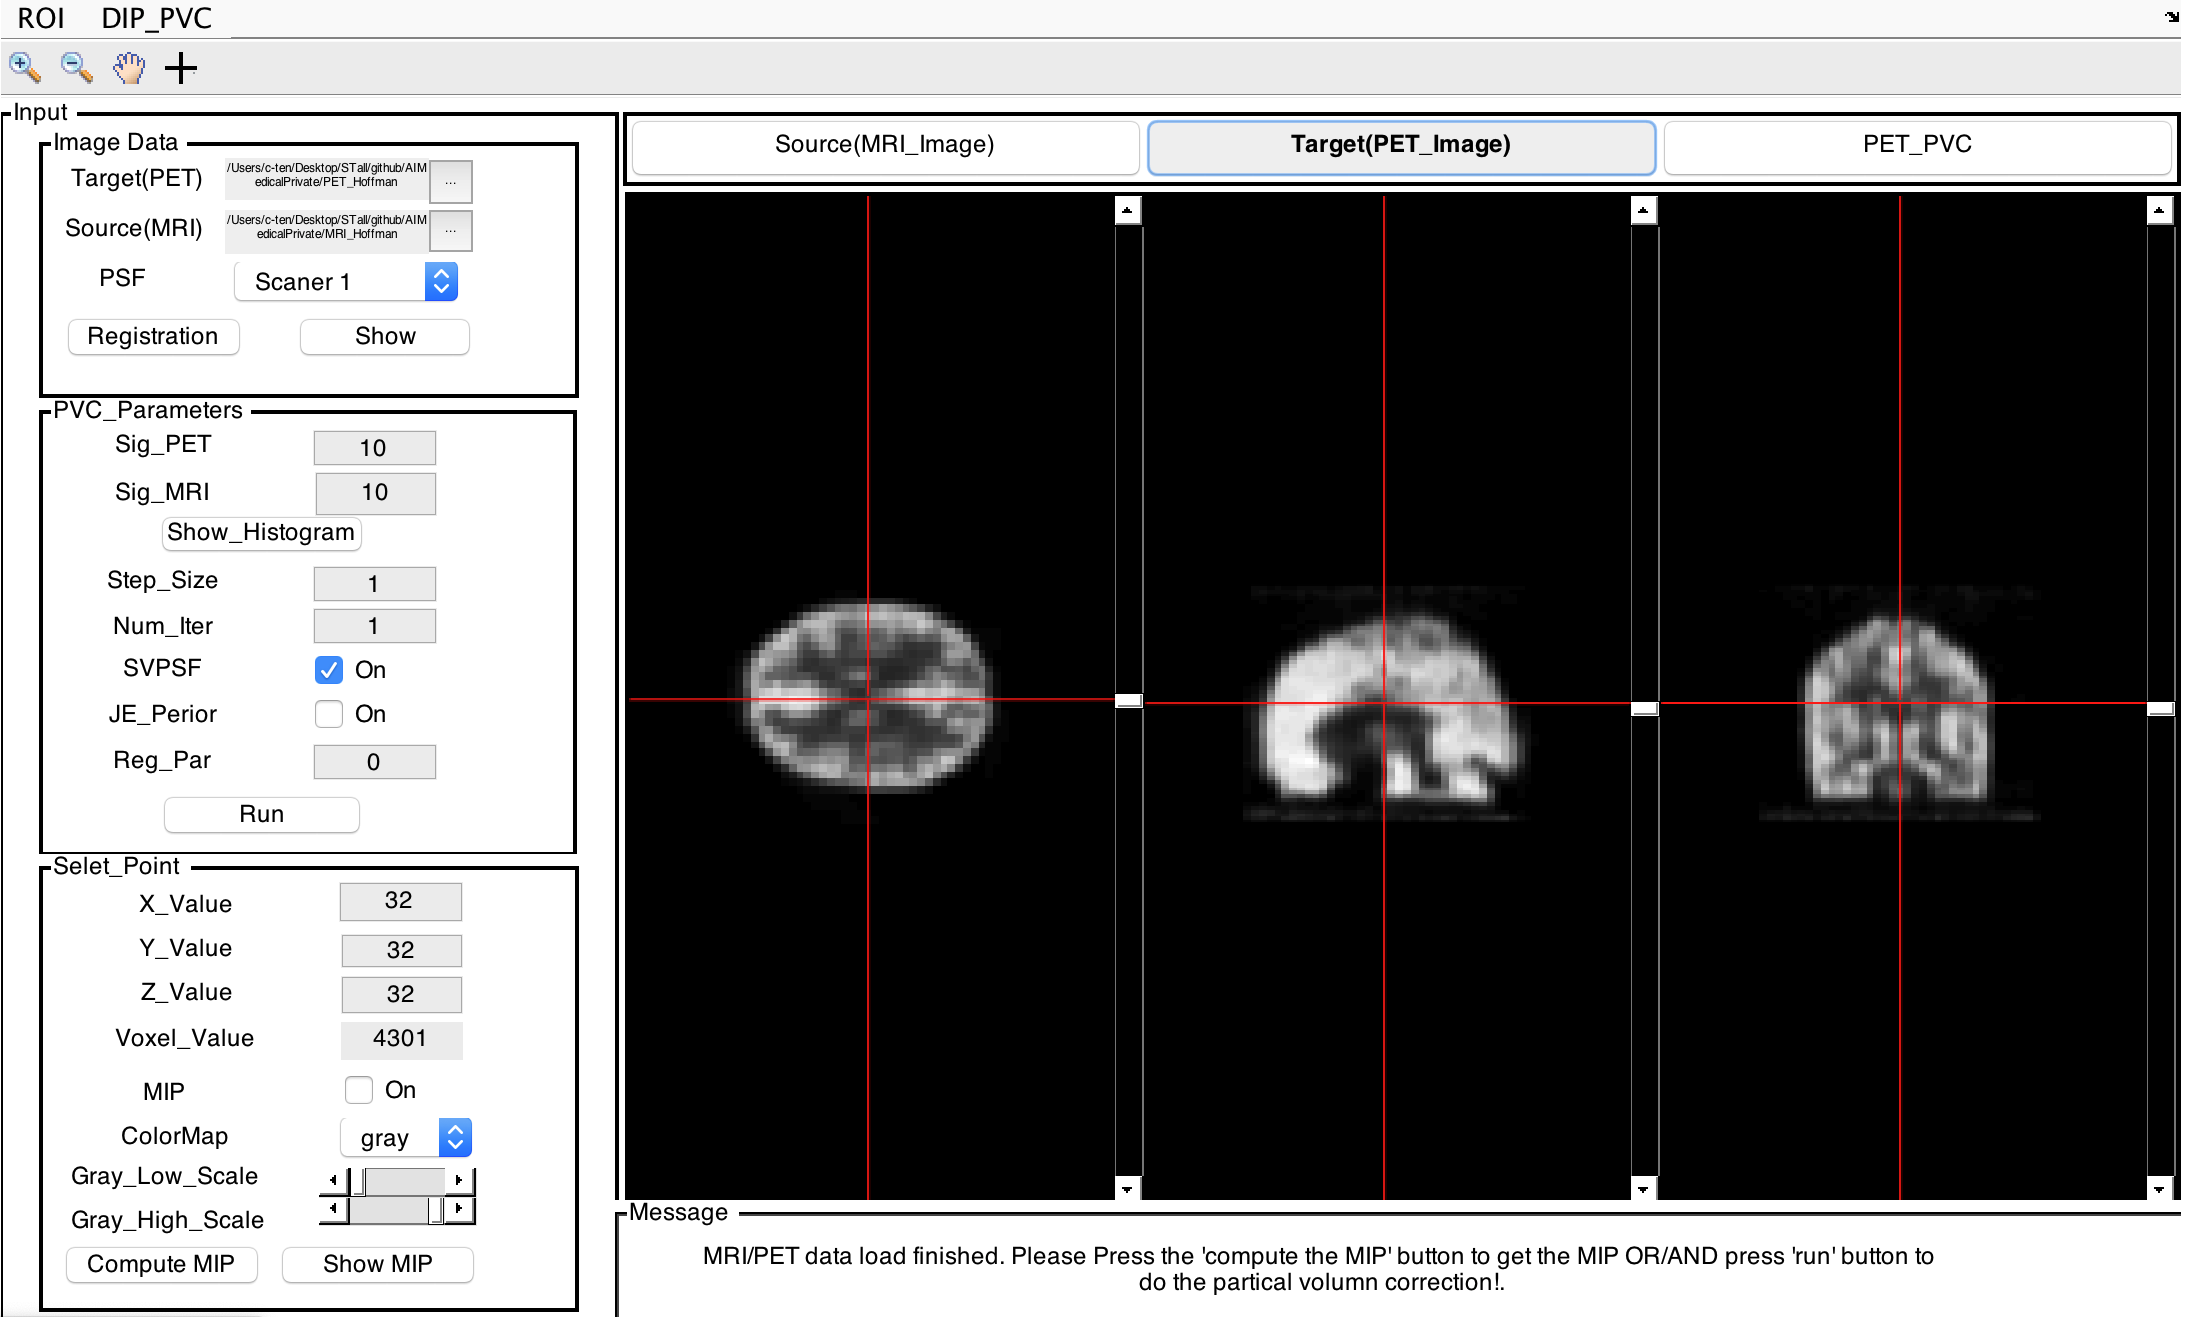 ROI DIP_PVC
Input
Image Data
Target(PET)
/Users/c-ten/Desktop/STall/github/AIM
edicalPrivate/PET_Hoffman
...
Source(MRI)
/Users/c-ten/Desktop/STall/github/AIM
edicalPrivate/MRI_Hoffman
...
PSF Scaner 1
Registration Show
PVC_Parameters
Sig_PET 10
Sig_MRI 10
Show_Histogram
Step_Size 1
Num_Iter 1
SVPSF On
JE_Perior On
Reg_Par 0
Run
Selet_Point
X_Value 32
Y_Value 32
Z_Value 32
Voxel_Value 4301
MIP On
ColorMap gray
Gray_Low_Scale
Gray_High_Scale
Compute MIP Show MIP
Source(MRI_Image) Target(PET_Image) PET_PVC
Message
MRI/PET data load finished. Please Press the 'compute the MIP' button to get the MIP OR/AND press 'run' button to
do the partical volumn correction!.